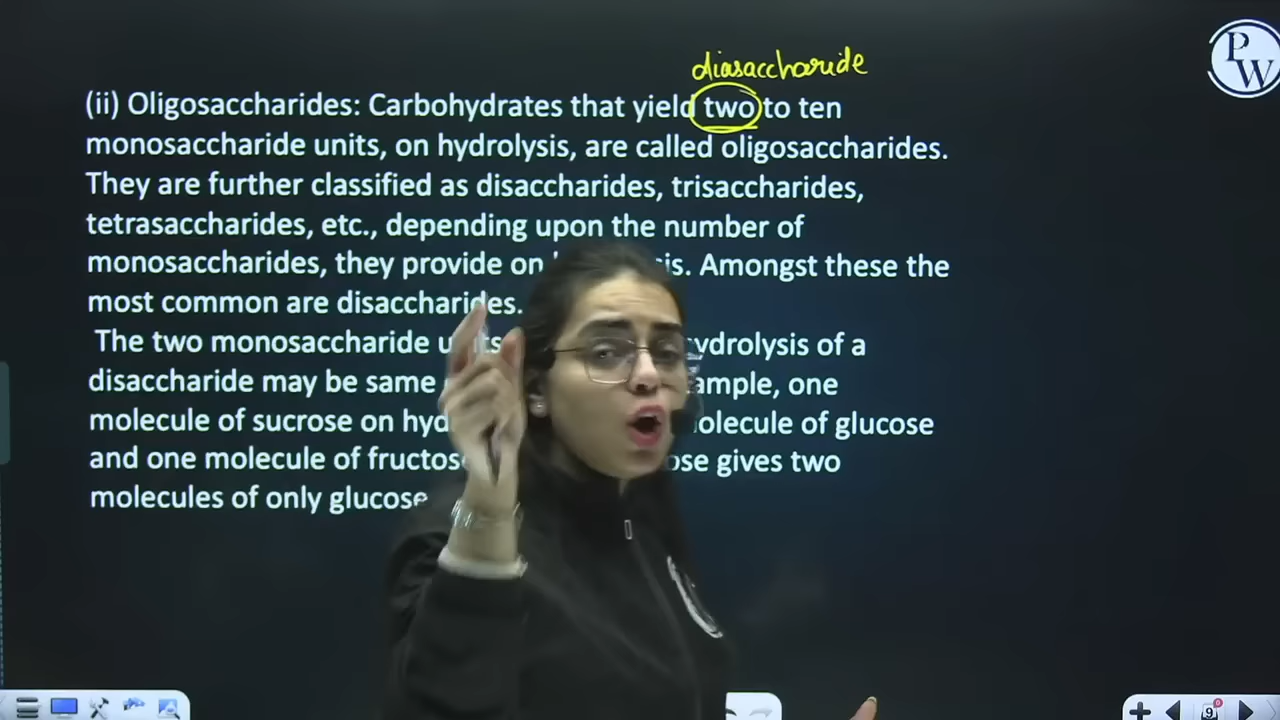 diasaccharide
PW
(ii) Oligosaccharides: Carbohydrates that yield two to ten
monosaccharide units, on hydrolysis, are called oligosaccharides.
They are further classified as disaccharides, trisaccharides,
tetrasaccharides, etc., depending upon the number of
monosaccharides, they provide on is. Amongst these the
most common are disaccharides.
The two monosaccharide ydrolysis of a
disaccharide may be same ample, one
molecule of sucrose on hyd olecule of glucose
and one molecule of fructose ose gives two
molecules of only glucose
9